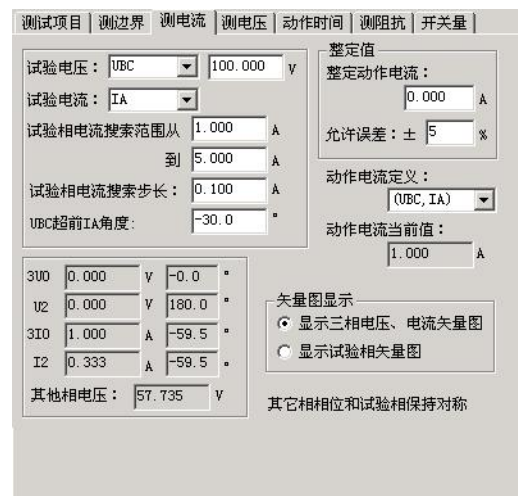 测试项目 测边界 测电流 测电压 动作时间 测阻抗 开关量
试验电压： UBC 100.000 V
试验电流： IA
试验相电流搜索范围从 1.000 A
到 5.000 A
试验相电流搜索步长： 0.100 A
UBC超前IA角度: -30.0 °
整定值
整定动作电流：
0.000 A
允许误差：± 5 %
动作电流定义：
(UBC,IA)
动作电流当前值：
1.000 A
3U0 0.000 V -0.0 °
U2 0.000 V 180.0 °
3I0 1.000 A -59.5 °
I2 0.333 A -59.5 °
其他相电压： 57.735 V
矢量图显示
显示三相电压、电流矢量图
显示试验相矢量图
其它相相位和试验相保持对称